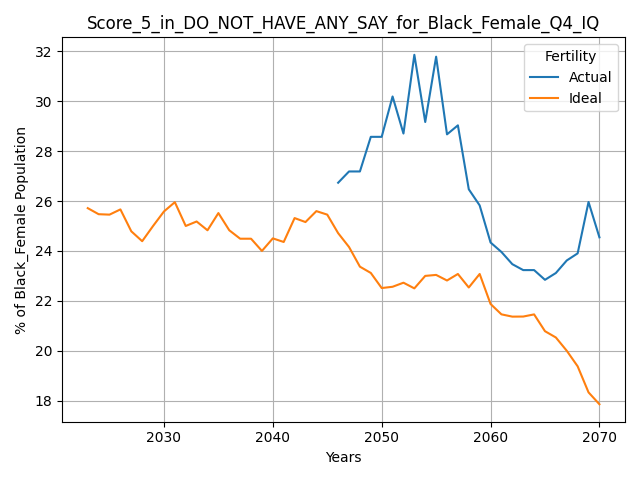 Score_5_in_DO_NOT_HAVE_ANY_SAY_for_Black_Female_Q4_IQ
Fertility
Actual
Ideal
32
30
28
26
24
22
20
18
% of Black_Female Population
2030
2040
2050
2060
2070
Years